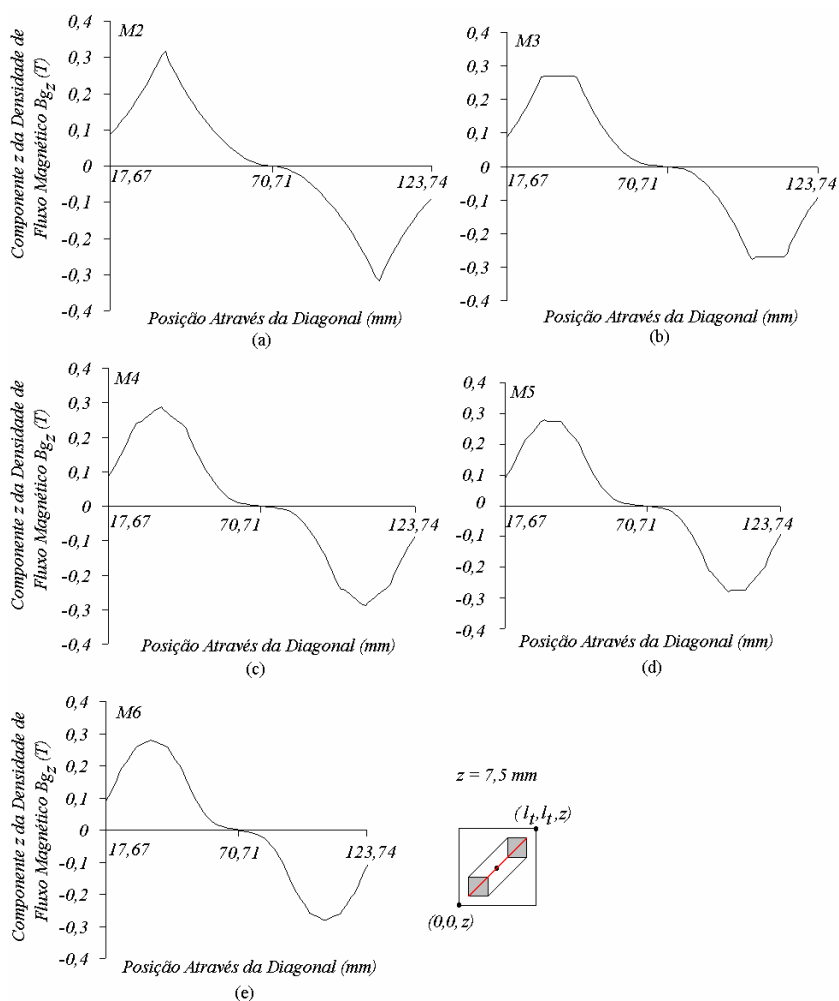 Componente z da Densidade de
Fluxo Magnético Bg_z (T)
0,4
0,3
0,2
0,1
0
-0,1
-0,2
-0,3
-0,4
M2
17,67
70,71
123,74
Posição Através da Diagonal (mm)
(a)
0,4
0,3
0,2
0,1
0
-0,1
-0,2
-0,3
-0,4
M3
17,67
70,71
123,74
Posição Através da Diagonal (mm)
(b)
Componente z da Densidade de
Fluxo Magnético Bg_z (T)
0,4
0,3
0,2
0,1
0
-0,1
-0,2
-0,3
-0,4
M4
17,67
70,71
123,74
Posição Através da Diagonal (mm)
(c)
0,4
0,3
0,2
0,1
0
-0,1
-0,2
-0,3
-0,4
M5
17,67
70,71
123,74
Posição Através da Diagonal (mm)
(d)
Componente z da Densidade de
Fluxo Magnético Bg_z (T)
0,4
0,3
0,2
0,1
0
-0,1
-0,2
-0,3
-0,4
M6
17,67
70,71
123,74
Posição Através da Diagonal (mm)
(e)
z = 7,5 mm
(l_t,l_t,z)
(0,0,z)